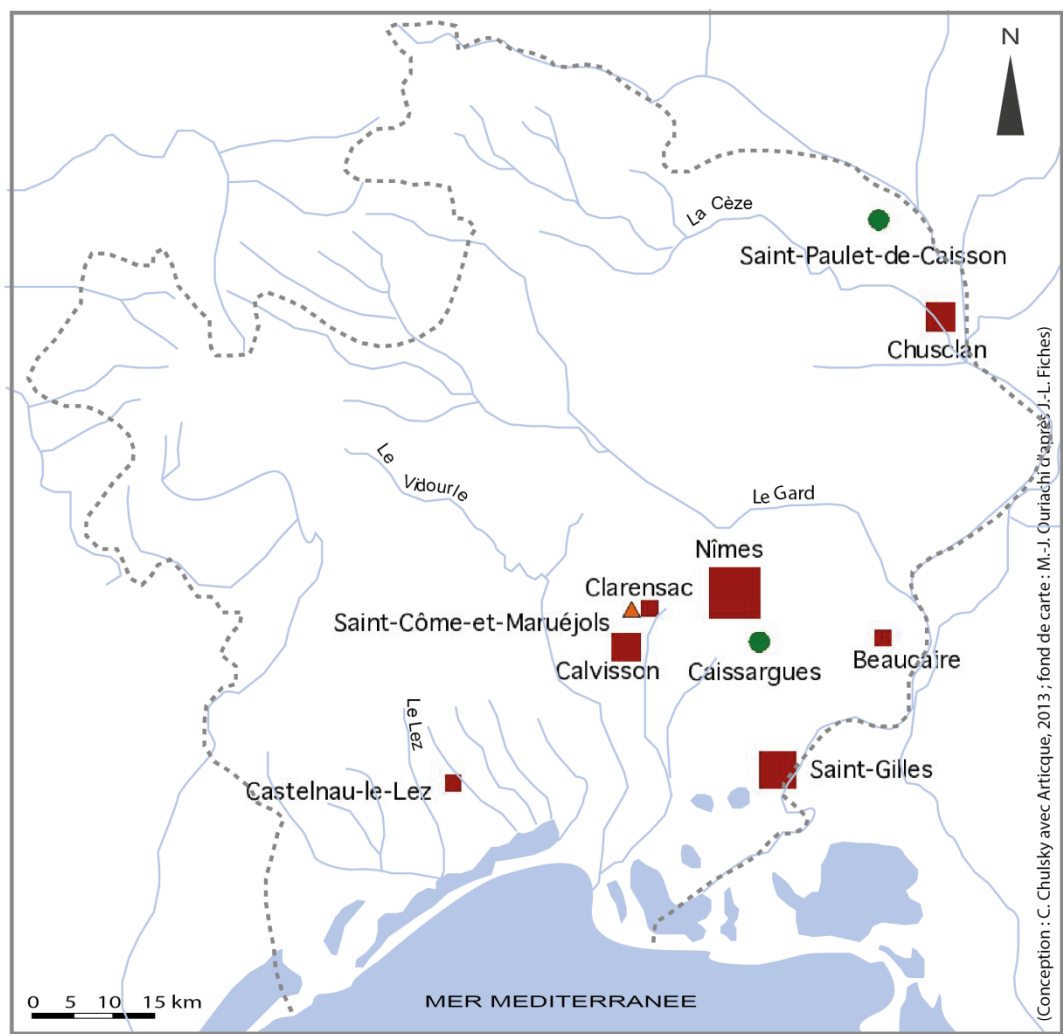 N
La Cèze
Saint-Paulet-de-Caisson
Chusclan
Le Vidourle
Le Gard
Nîmes
Clarensac
Saint-Côme-et-Maruéjols
Calvisson
Caissargues
Beaucaire
Le Lez
Saint-Gilles
Castelnau-le-Lez
0 5 10 15 km
MER MEDITERRANEE
(Conception : C. Chulsky avec Articque, 2013 ; fond de carte : M.-J. Ouriachi d'après J.-L. Fiches)